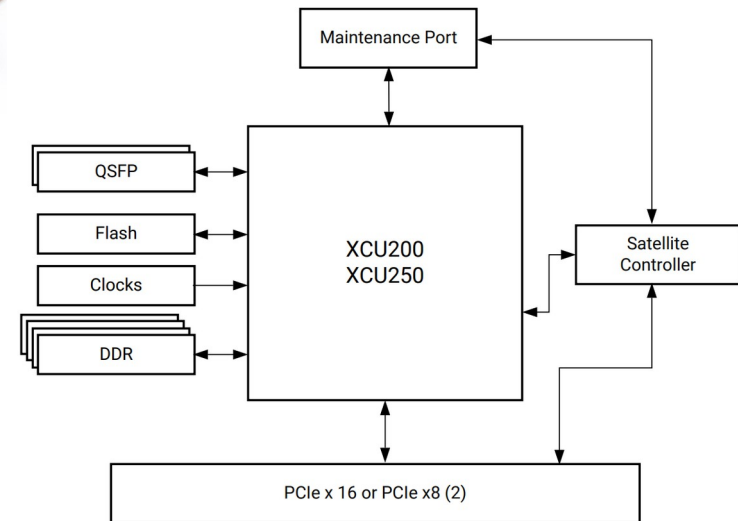 Maintenance Port
QSFP
Flash
Clocks
DDR
XCU200
XCU250
Satellite
Controller
PCIe x 16 or PCIe x8 (2)